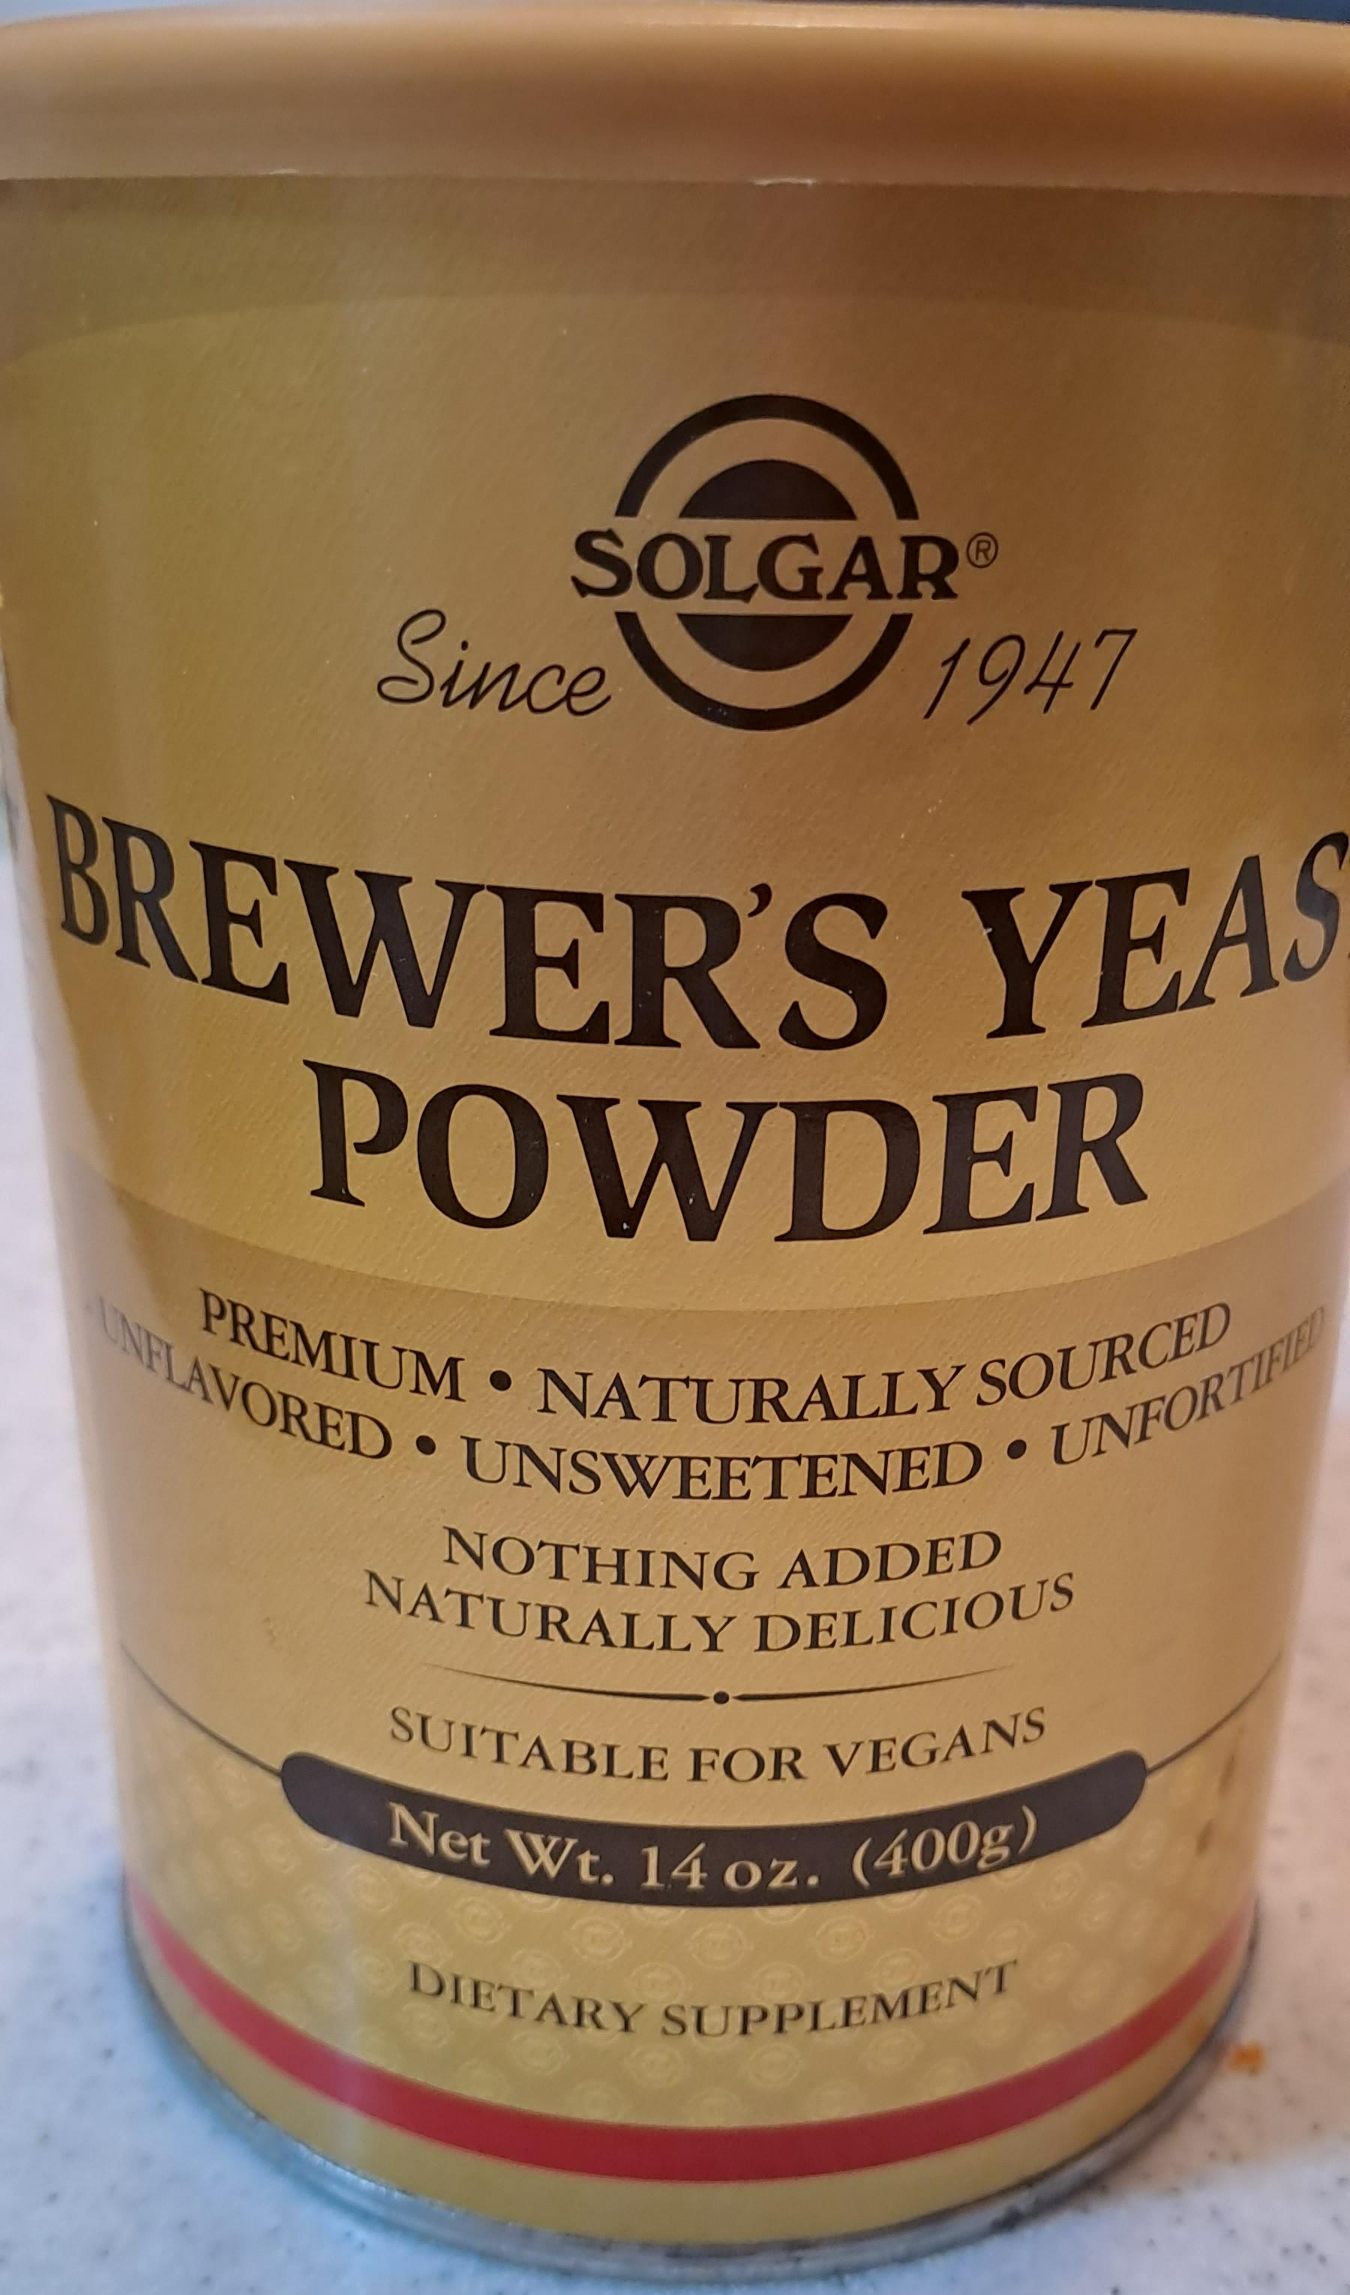 SOLGAR®
Since 1947
BREWER'S YEAST
POWDER
PREMIUM • NATURALLY SOURCED
UNFLAVORED • UNSWEETENED • UNFORTIFIED
NOTHING ADDED
NATURALLY DELICIOUS
SUITABLE FOR VEGANS
Net Wt. 14 oz. (400g)
DIETARY SUPPLEMENT